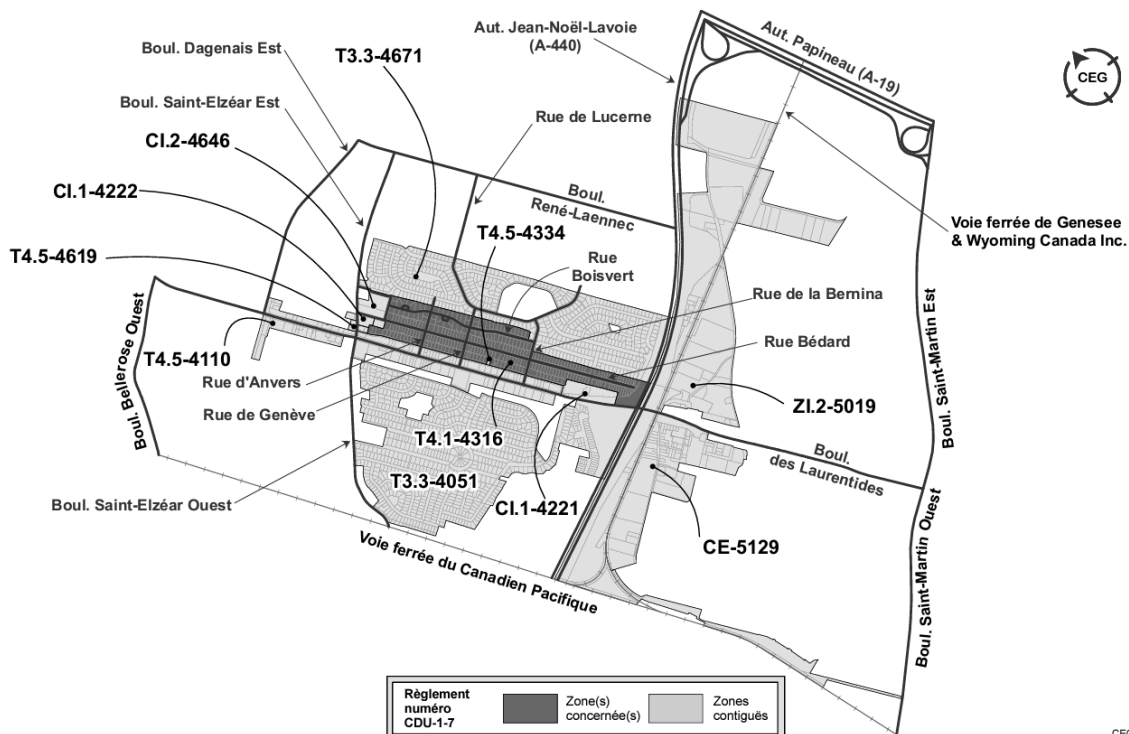 Aut. Jean-Noël-Lavoie
(A-440)
Aut. Papineau (A-19)
CEG
Boul. Dagenais Est
T3.3-4671
Boul. Saint-Elzéar Est
Rue de Lucerne
CI.2-4646
CI.1-4222
Boul.
René-Laennec
Voie ferrée de Genesee
& Wyoming Canada Inc.
T4.5-4334
T4.5-4619
Rue
Boisvert
Rue de la Bernina
Boul. Bellerose Ouest
Boul. Saint-Martin Est
T4.5-4110
Rue Bédard
Rue d'Anvers
ZI.2-5019
Rue de Genève
T4.1-4316
Boul.
des Laurentides
T3.3-4051
Boul. Saint-Elzéar Ouest
CI.1-4221
CE-5129
Voie ferrée du Canadien Pacifique
Boul. Saint-Martin Ouest
Règlement
numéro
CDU-1-7
Zone(s)
concernée(s)
Zones
contiguës